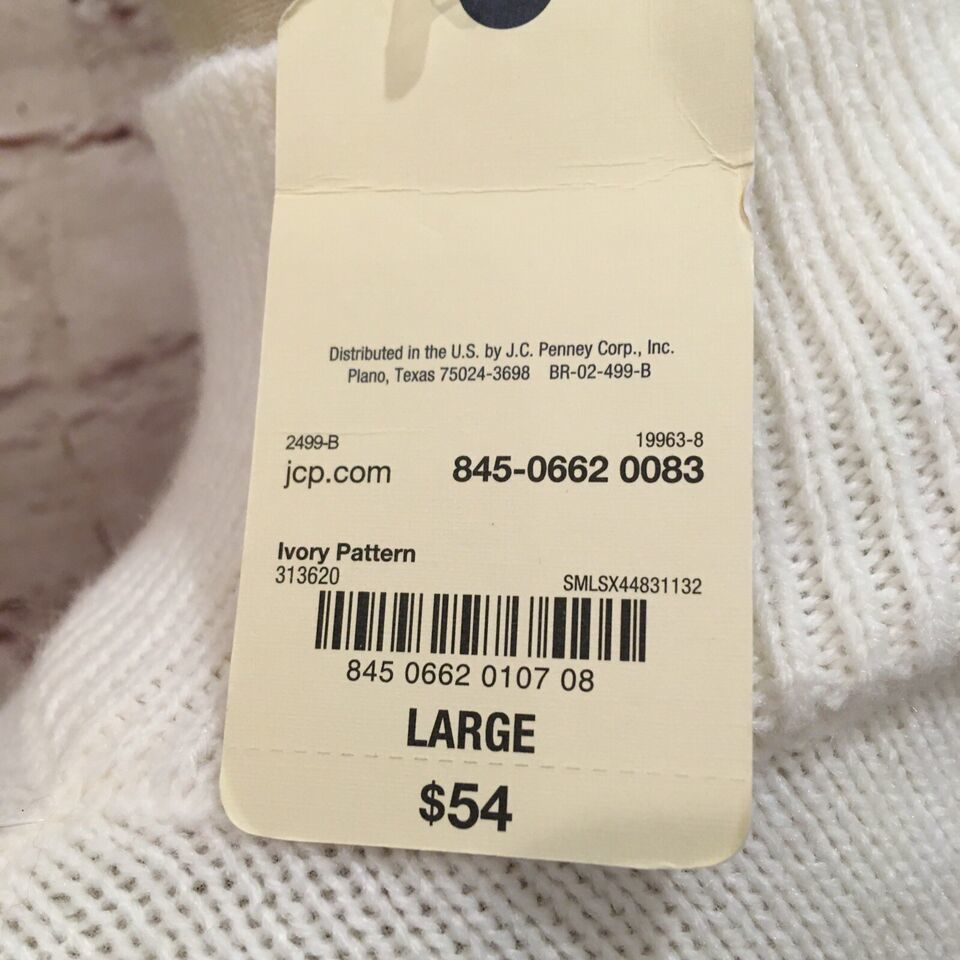 Distributed in the U.S. by J.C. Penney Corp., Inc.
Plano, Texas 75024-3698 BR-02-499-B
2499-B 19963-8
jcp.com 845-0662 0083
Ivory Pattern
313620 SMLSX44831132
845 0662 0107 08
LARGE
$54